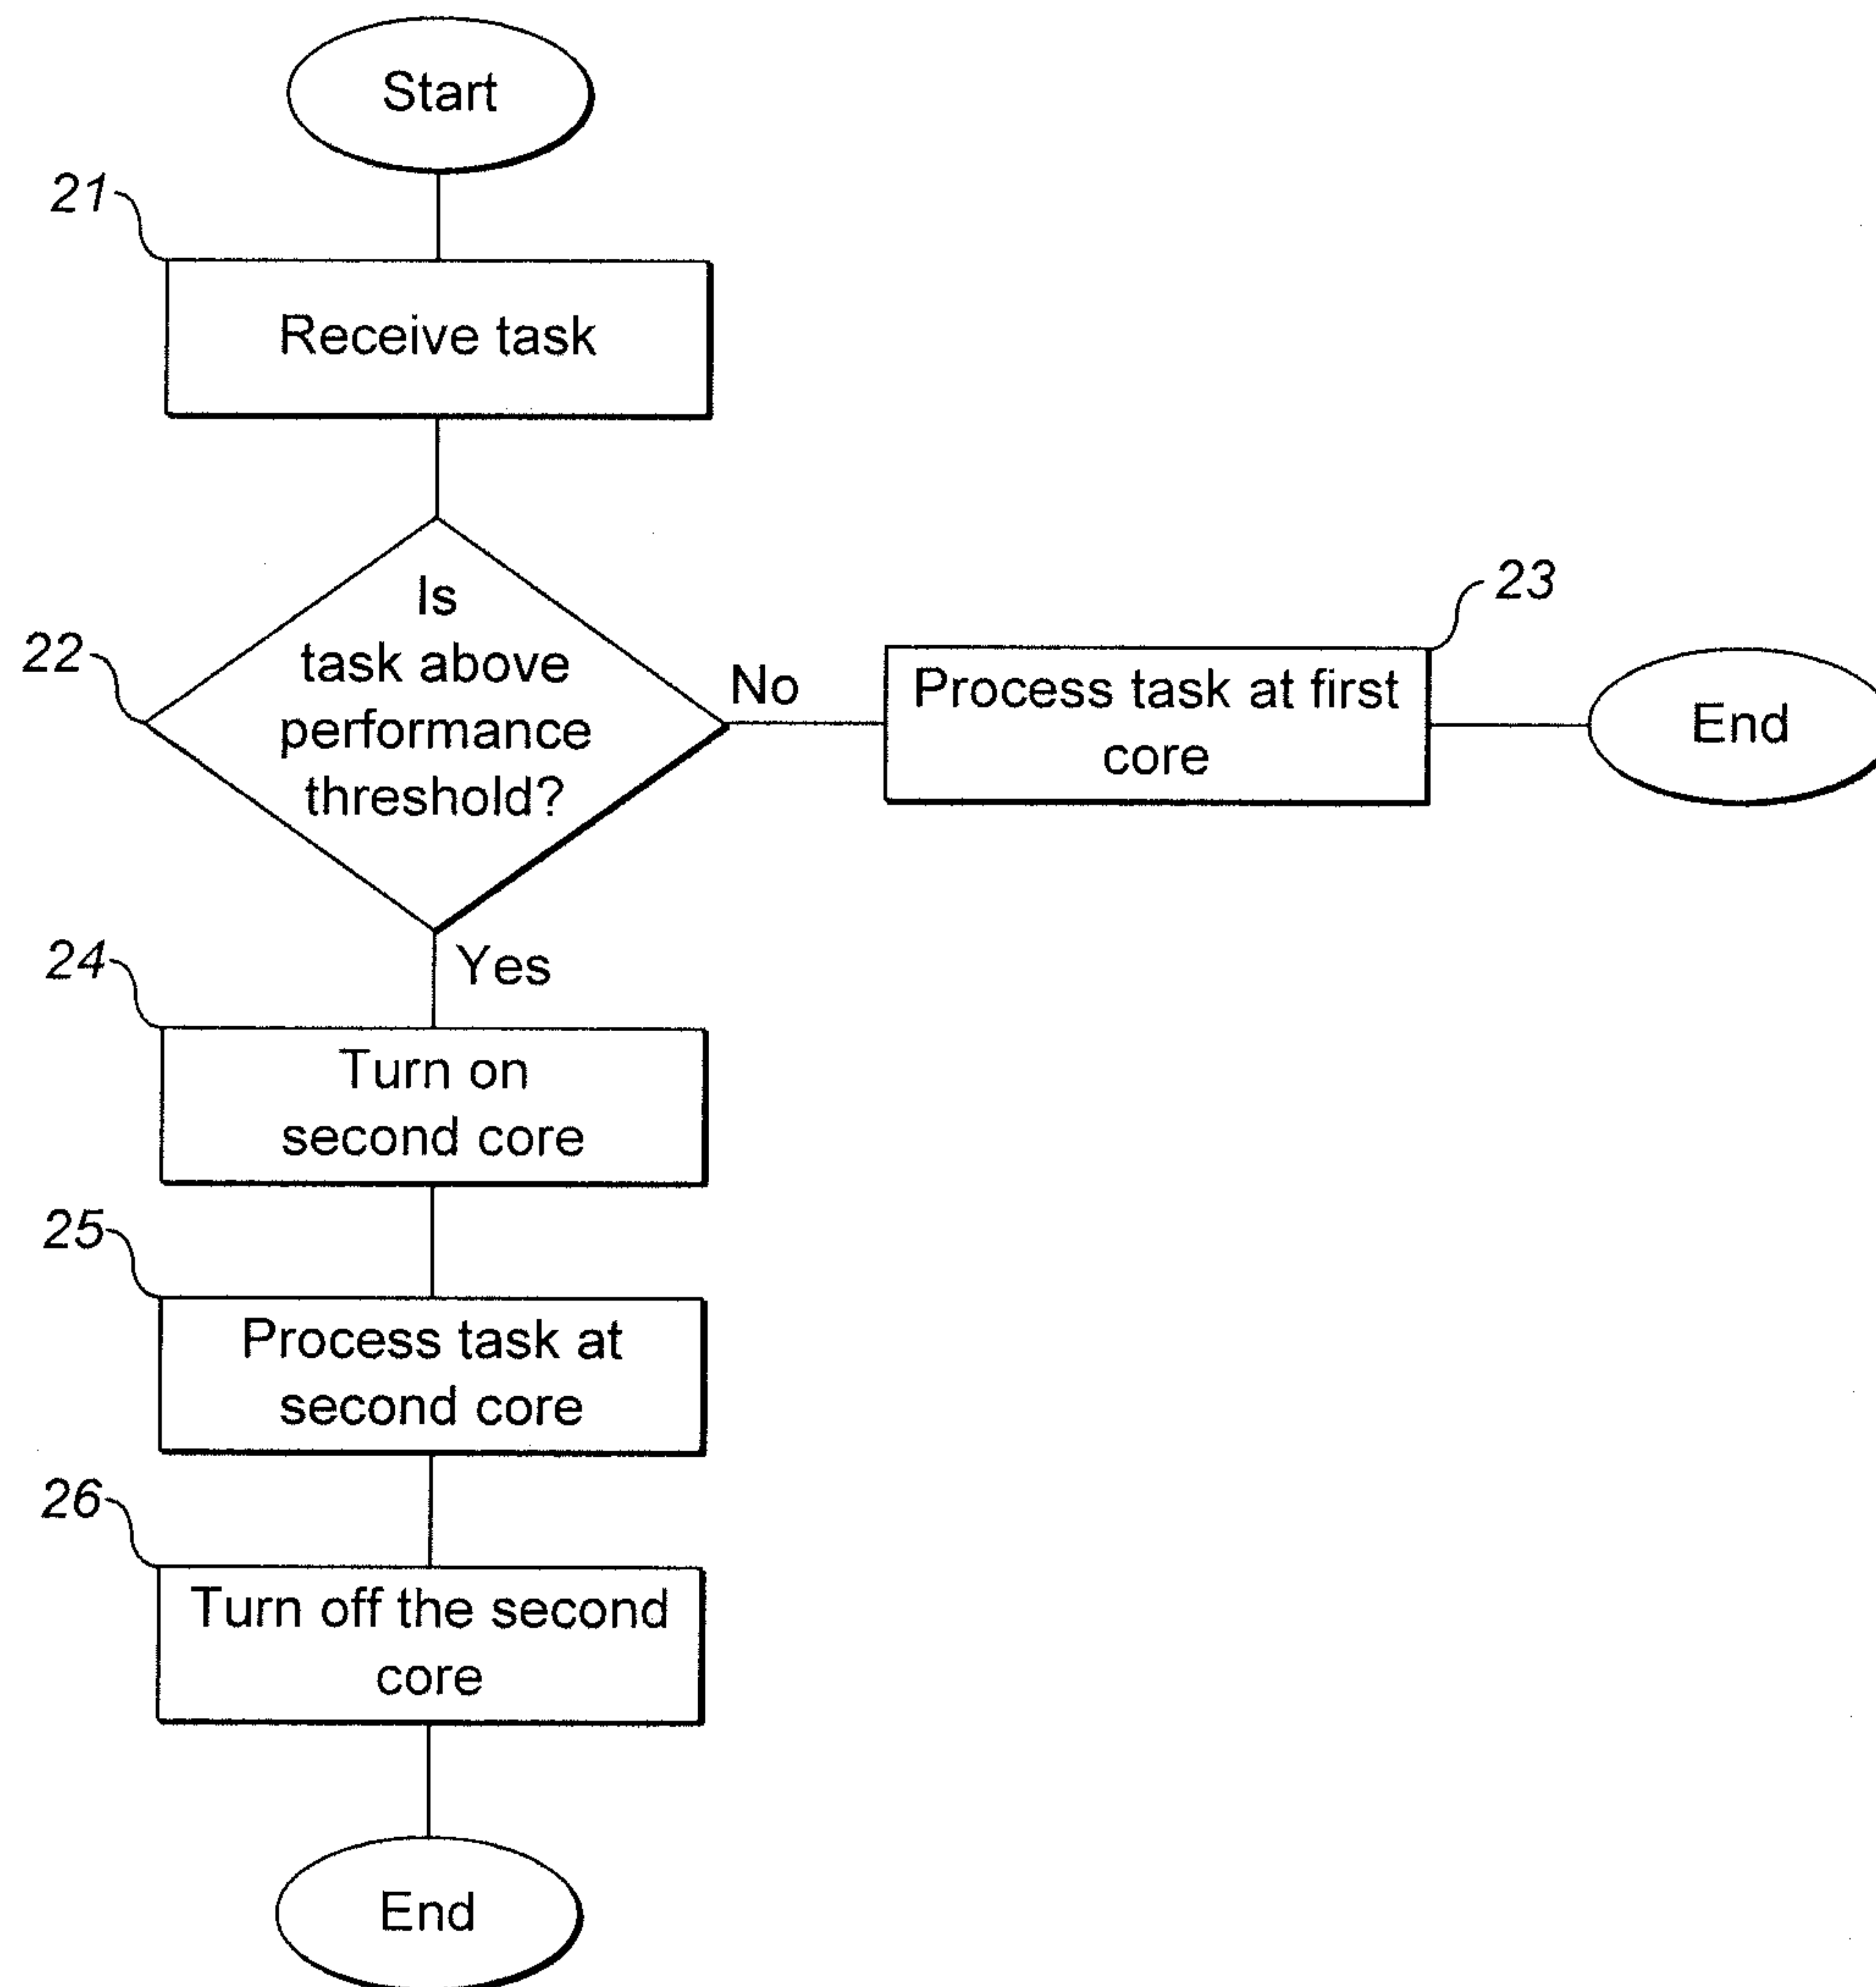 Start
21
Receive task
22
Is
task above
performance
threshold?
No
23
Process task at first
core
End
Yes
24
Turn on
second core
25
Process task at
second core
26
Turn off the second
core
End